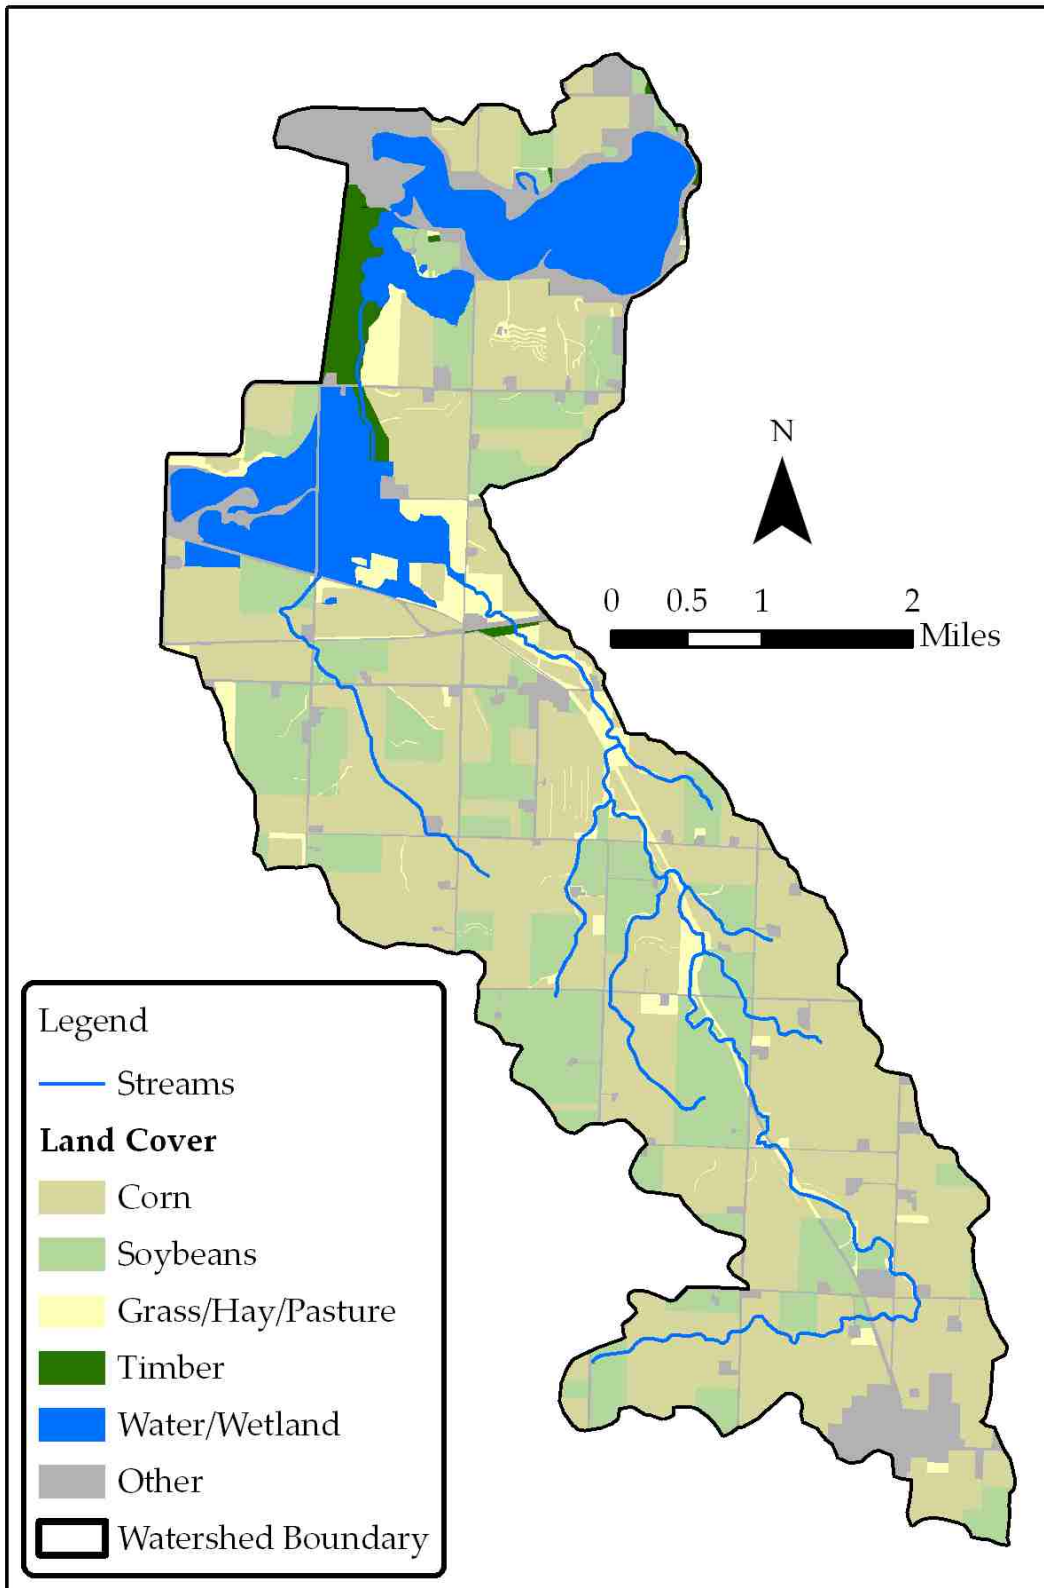 N
0 0.5 1 2
Miles
Legend
Streams
Land Cover
Corn
Soybeans
Grass/Hay/Pasture
Timber
Water/Wetland
Other
Watershed Boundary